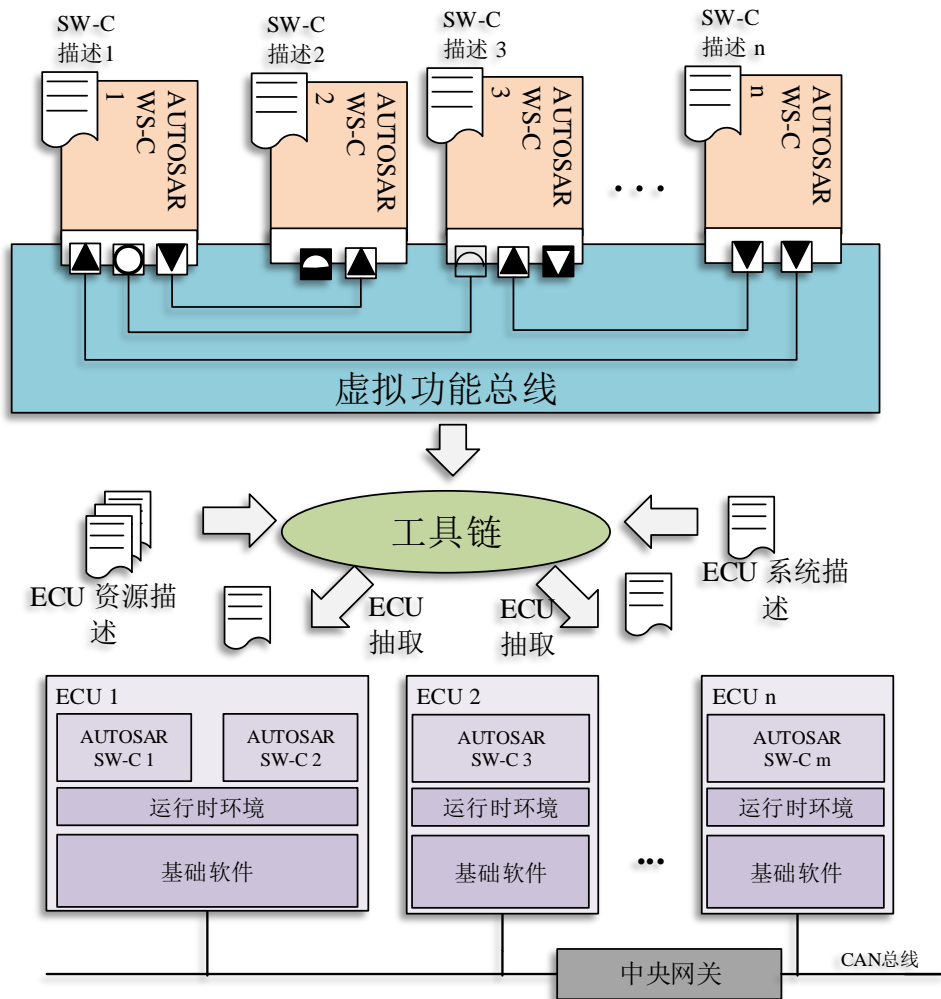 SW-C
描述1
SW-C
描述2
SW-C
描述 3
SW-C
描述 n
AUTOSAR
WS-C
1
AUTOSAR
WS-C
2
AUTOSAR
WS-C
3
AUTOSAR
WS-C
n
...
虚拟功能总线
工具链
ECU 资源描
述
ECU 系统描
述
ECU
抽取
ECU
抽取
ECU 1
AUTOSAR
SW-C 1
AUTOSAR
SW-C 2
运行时环境
基础软件
ECU 2
AUTOSAR
SW-C 3
运行时环境
基础软件
...
ECU n
AUTOSAR
SW-C m
运行时环境
基础软件
中央网关
CAN总线